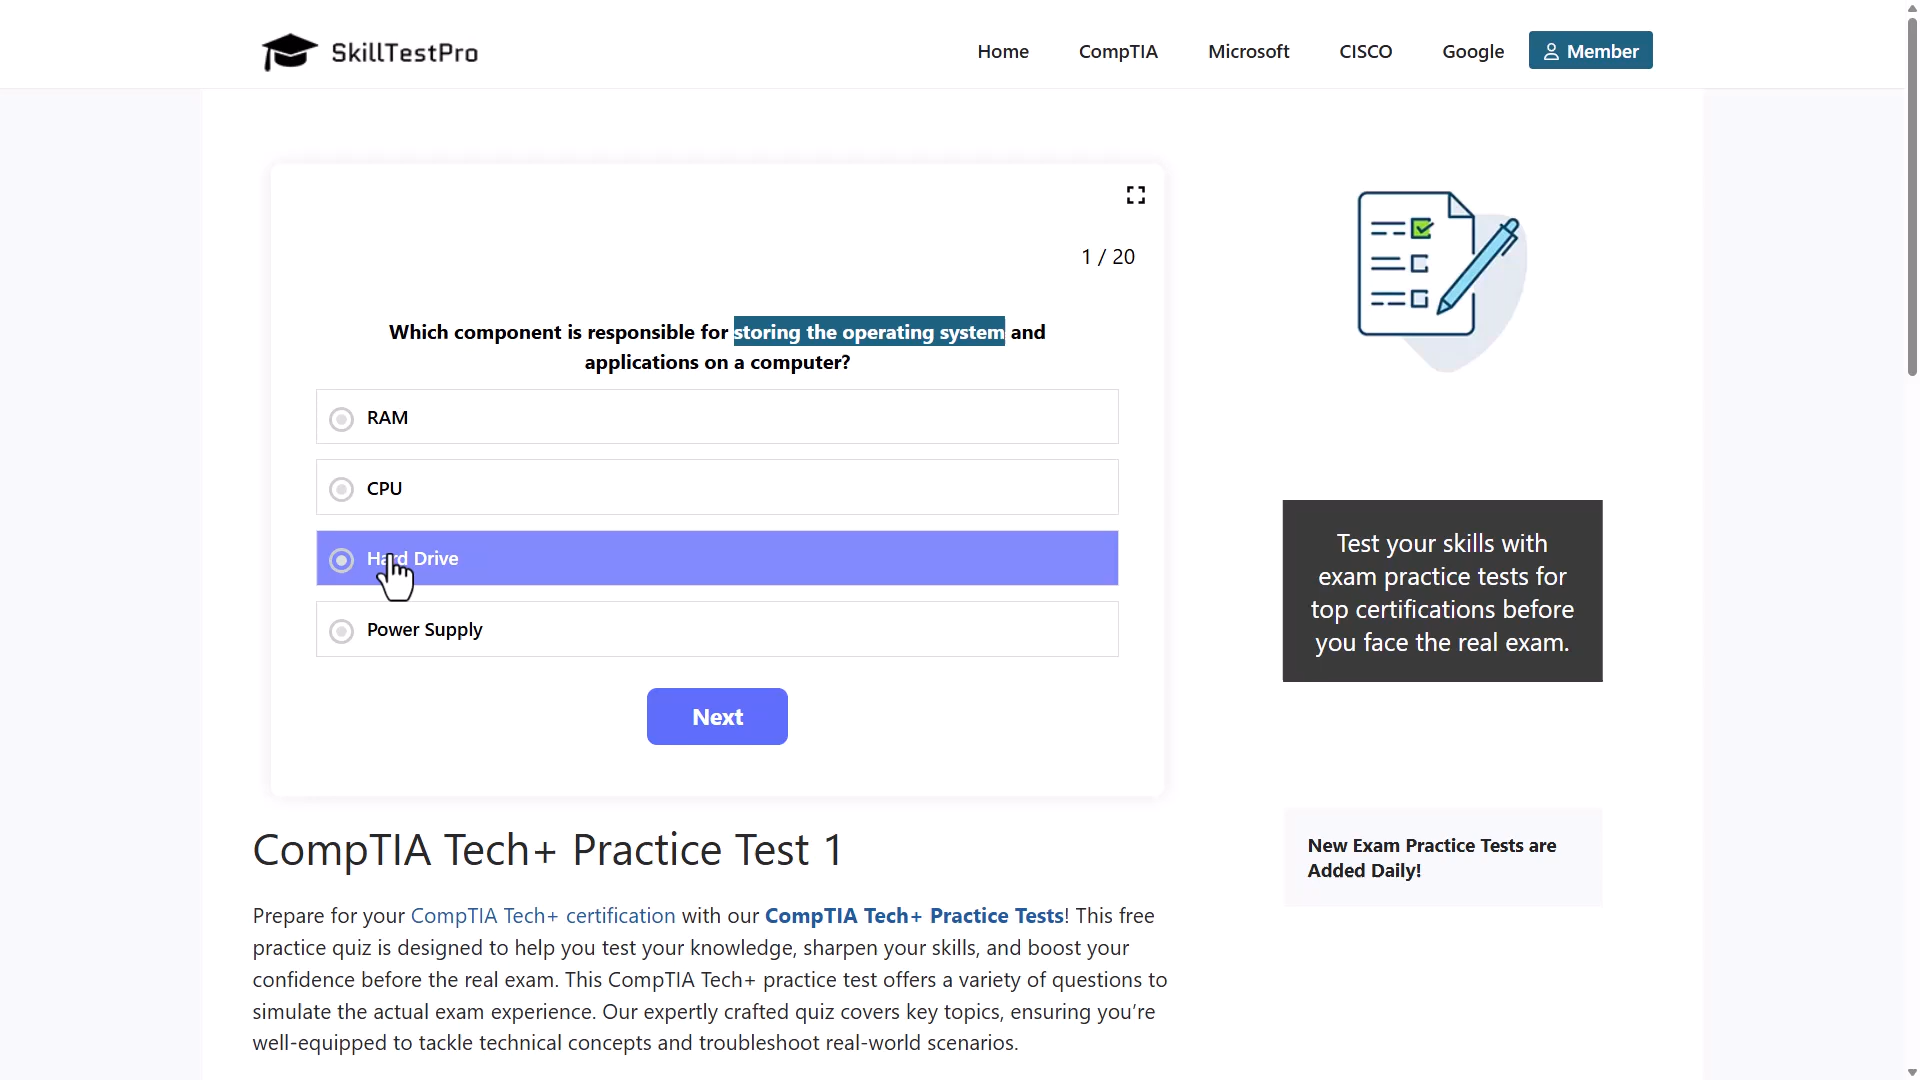 SkillTestPro
Home
CompTIA
Microsoft
CISCO
Google
Member
1 / 20
Which component is responsible for storing the operating system and
applications on a computer?
RAM
CPU
Hard Drive
Power Supply
Next
Test your skills with
exam practice tests for
top certifications before
you face the real exam.
New Exam Practice Tests are
Added Daily!
CompTIA Tech+ Practice Test 1
Prepare for your CompTIA Tech+ certification with our CompTIA Tech+ Practice Tests! This free
practice quiz is designed to help you test your knowledge, sharpen your skills, and boost your
confidence before the real exam. This CompTIA Tech+ practice test offers a variety of questions to
simulate the actual exam experience. Our expertly crafted quiz covers key topics, ensuring you’re
well-equipped to tackle technical concepts and troubleshoot real-world scenarios.